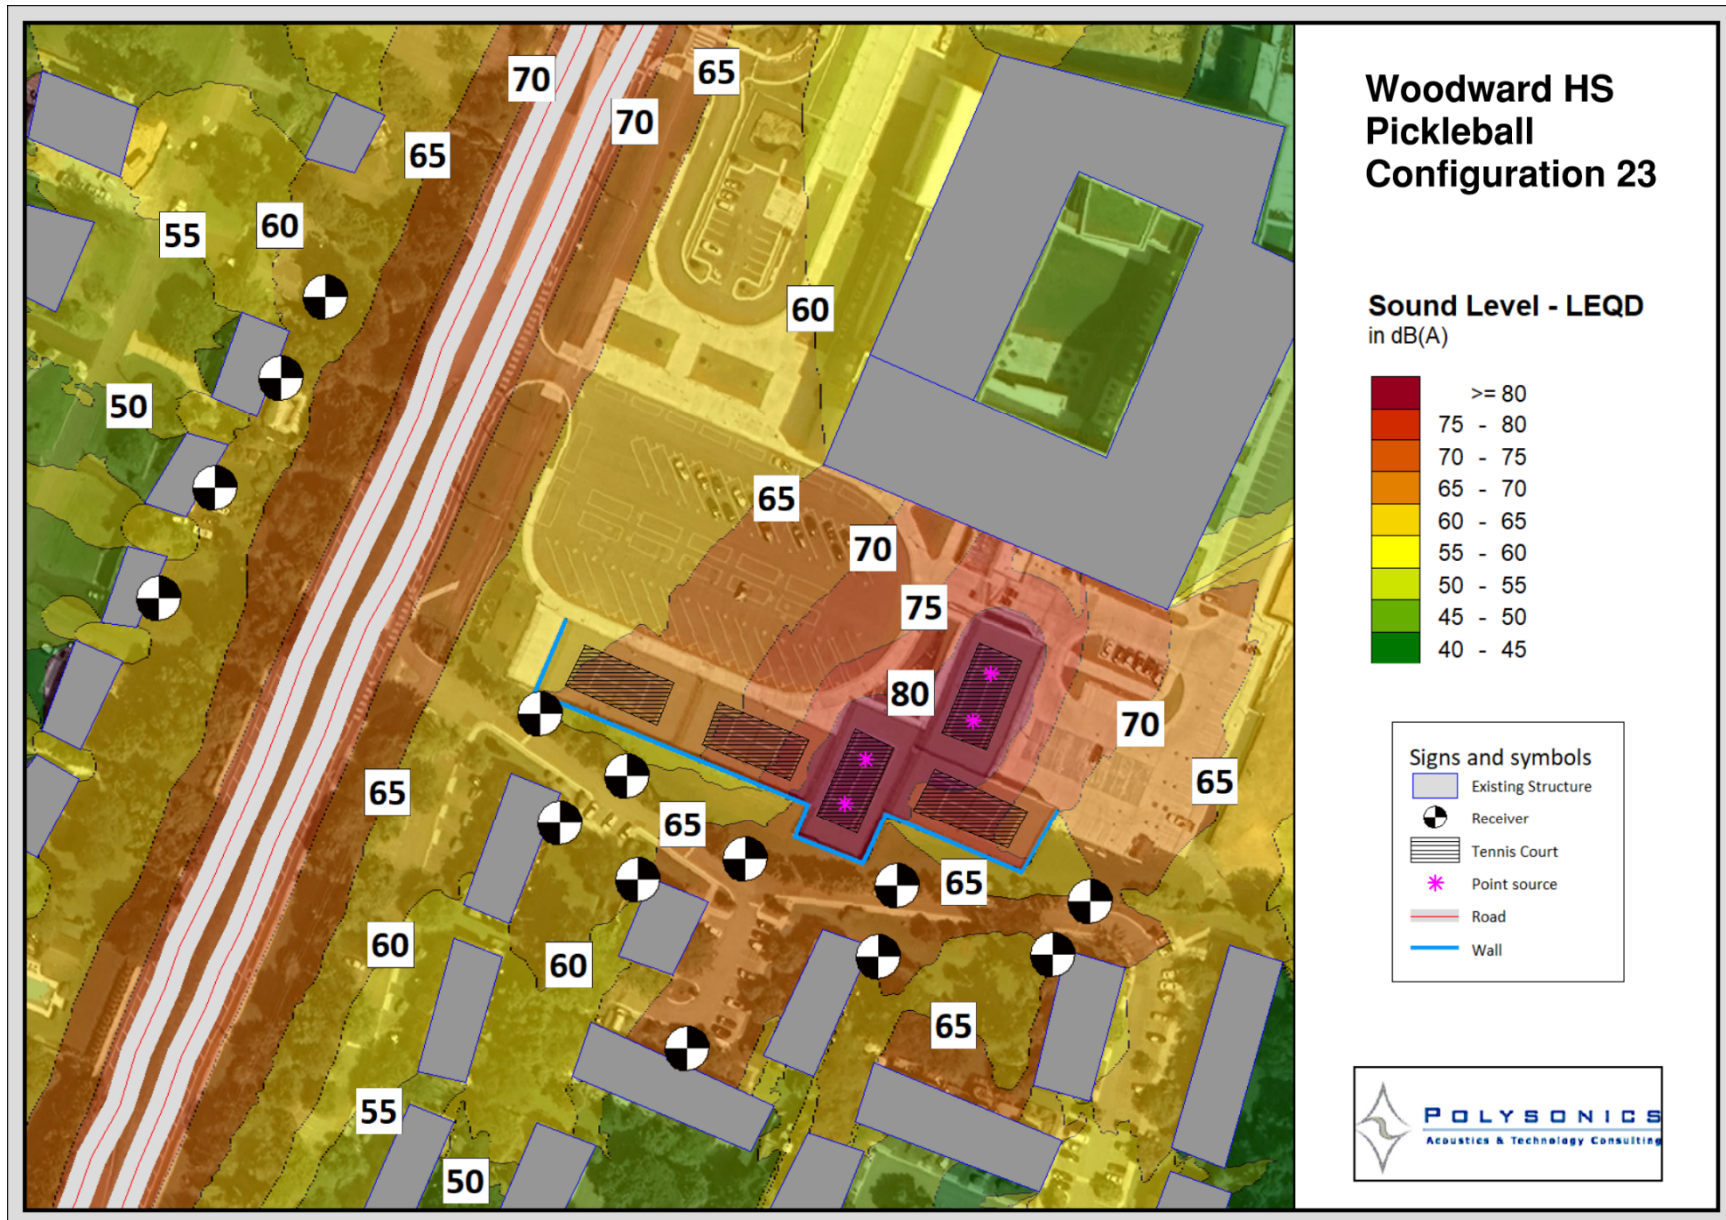 Woodward HS
Pickleball
Configuration 23
Sound Level - LEQD
in dB(A)
>= 80
75 - 80
70 - 75
65 - 70
60 - 65
55 - 60
50 - 55
45 - 50
40 - 45
Signs and symbols
Existing Structure
Receiver
Tennis Court
Point source
Road
Wall
POLYSONICS
Acoustics & Technology Consulting
70
65
70
65
60
55
60
50
65
70
75
80
70
65
65
65
65
60
60
65
55
50